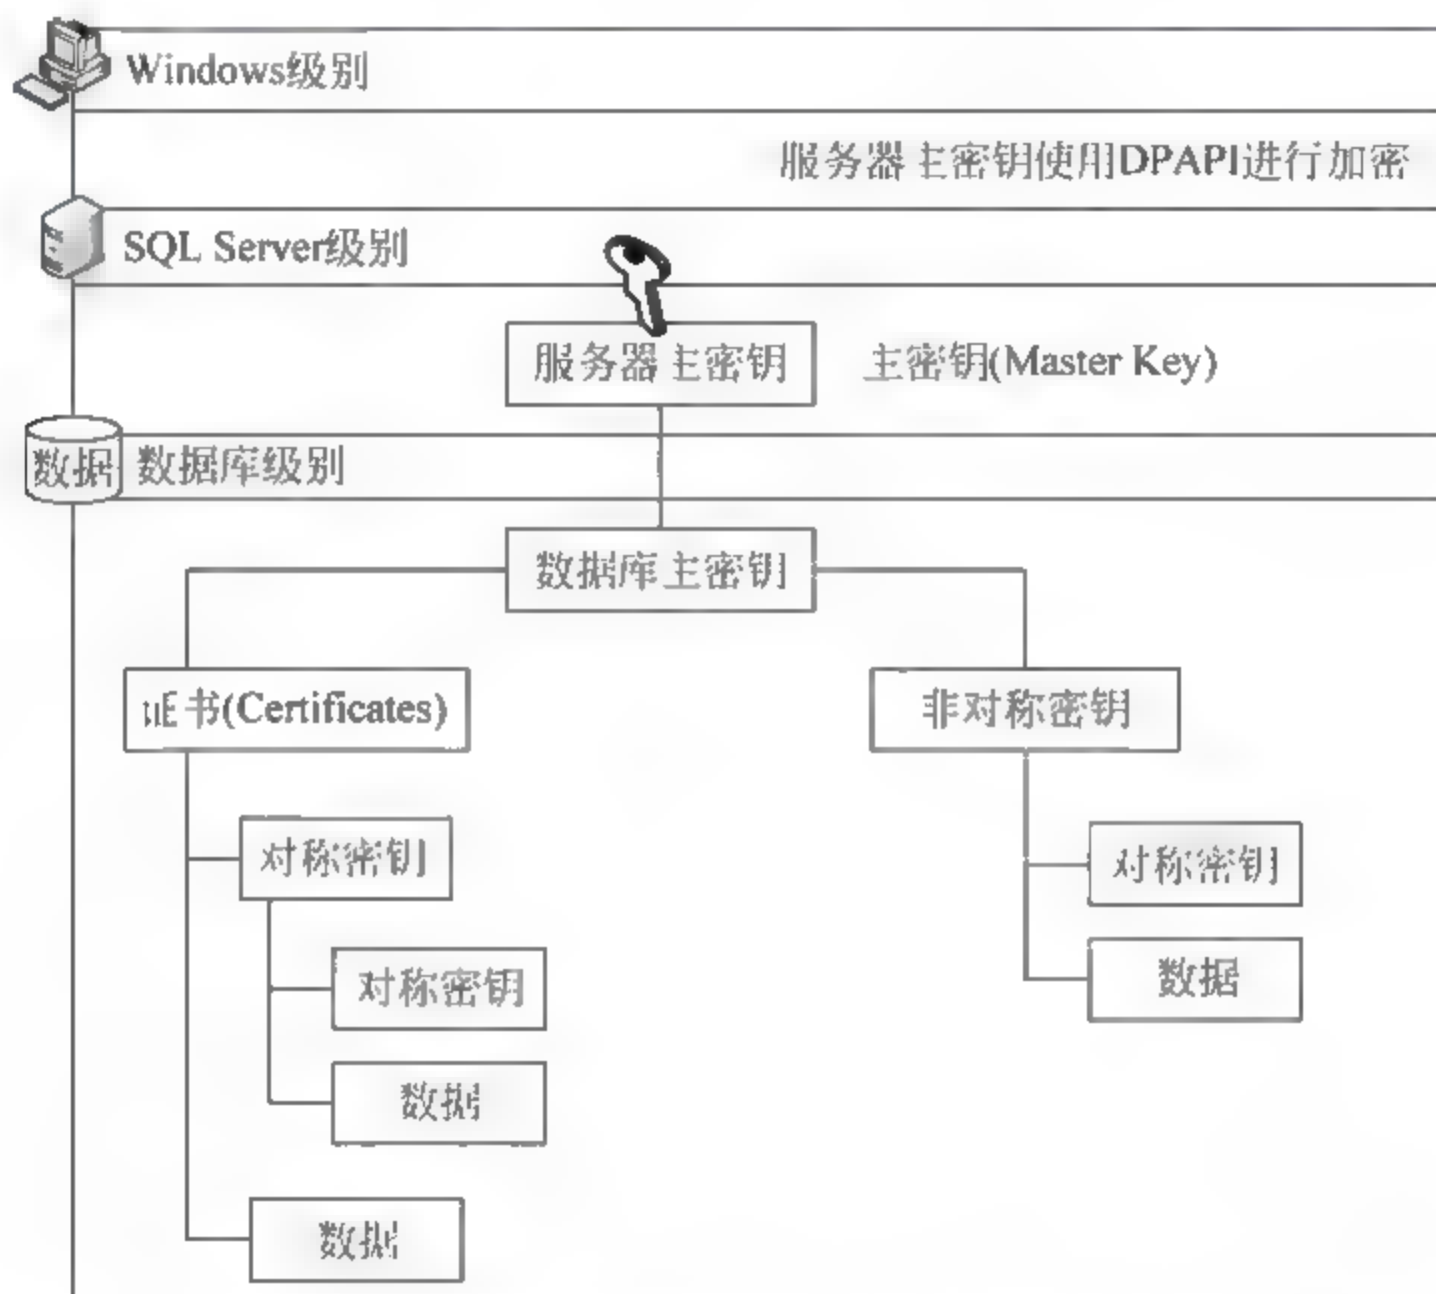 Windows级别
服务器主密钥使用DPAPI进行加密
SQL Server级别
服务器主密钥
主密钥(Master Key)
数据
数据库级别
数据库主密钥
证书(Certificates)
非对称密钥
对称密钥
对称密钥
对称密钥
数据
数据
数据